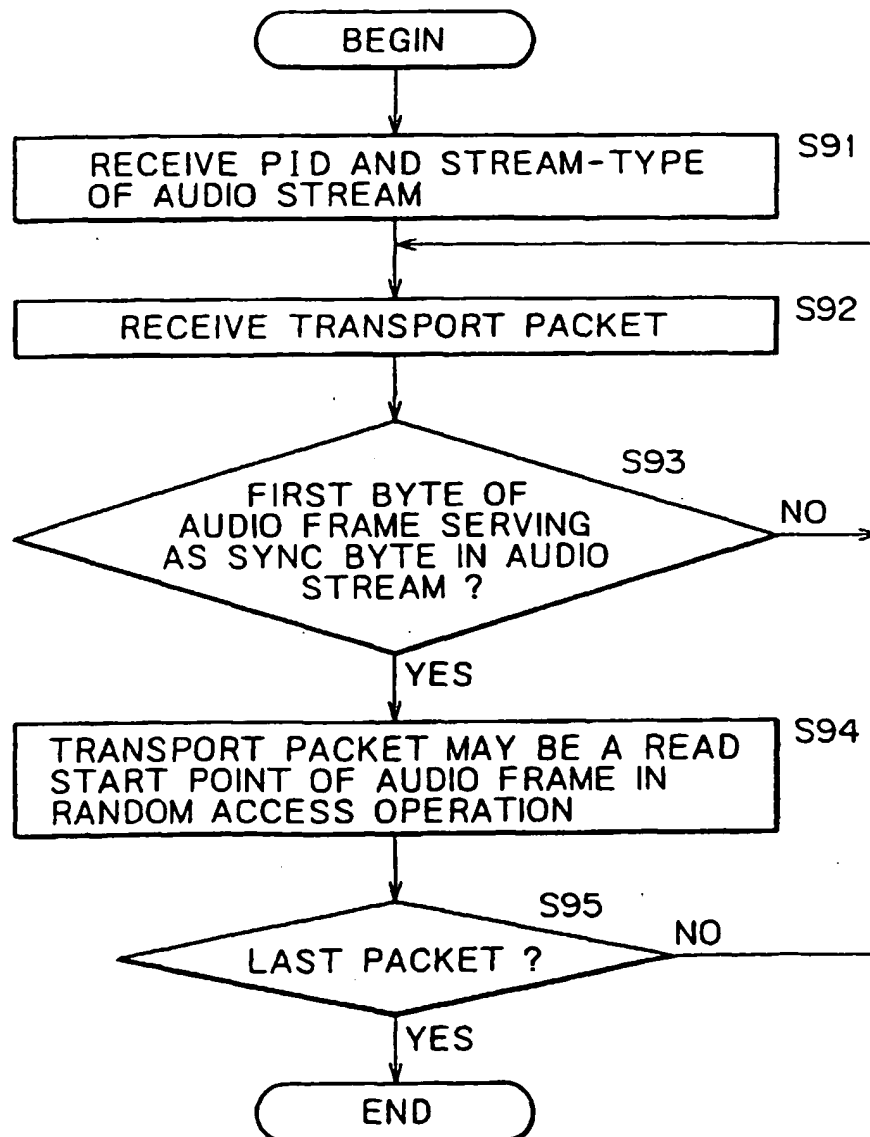 BEGIN
RECEIVE PID AND STREAM-TYPE
OF AUDIO STREAM
S91
RECEIVE TRANSPORT PACKET
S92
S93
FIRST BYTE OF
AUDIO FRAME SERVING
AS SYNC BYTE IN AUDIO
STREAM ?
NO
YES
TRANSPORT PACKET MAY BE A READ
START POINT OF AUDIO FRAME IN
RANDOM ACCESS OPERATION
S94
S95
LAST PACKET ?
NO
YES
END